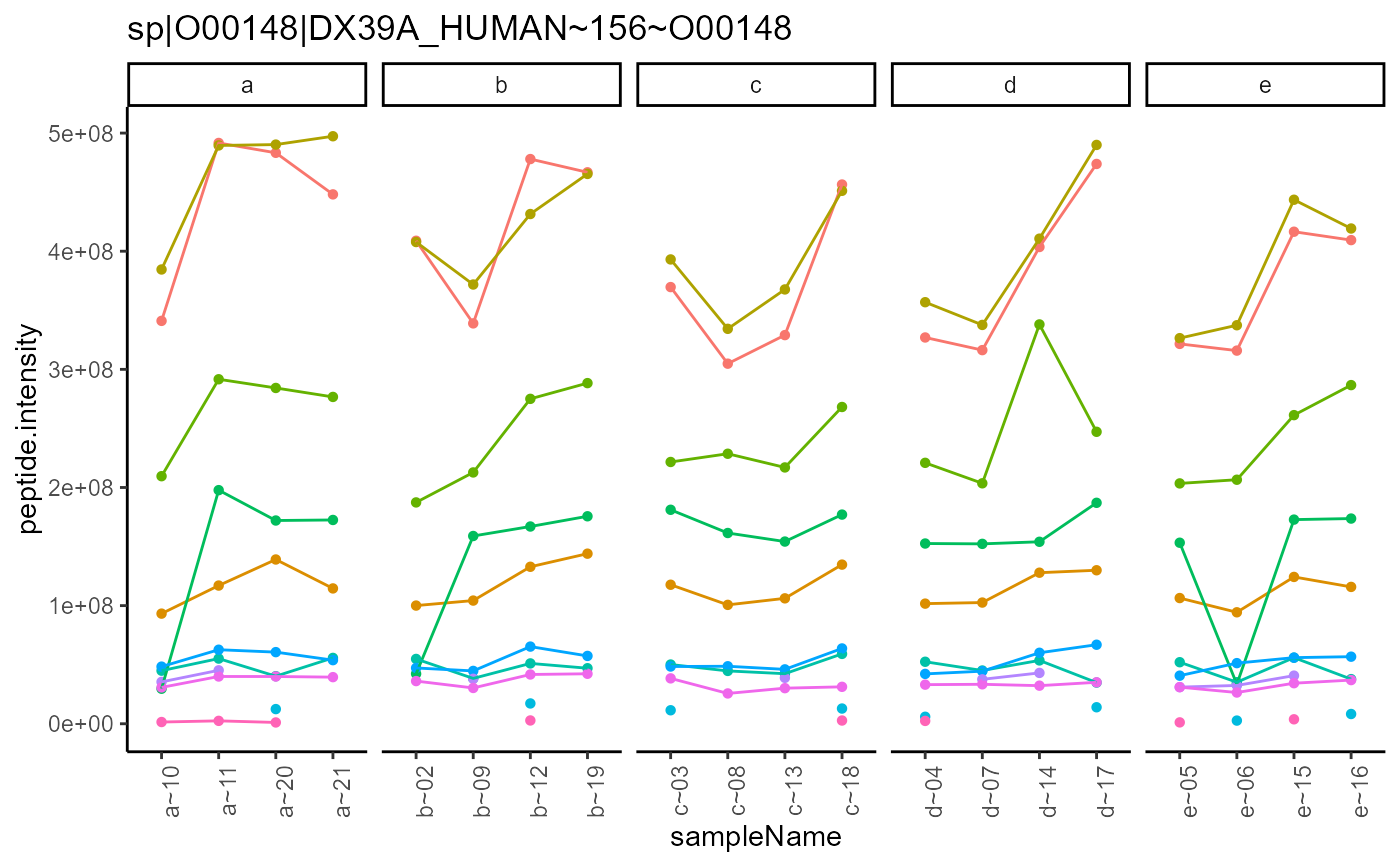 sp|O00148|DX39A_HUMAN~156~O00148
a b c d e
5e+08
4e+08
3e+08
2e+08
1e+08
0e+00
peptide.intensity
a~10 a~11 a~20 a~21 b~02 b~09 b~12 b~19 c~03 c~08 c~13 c~18 d~04 d~07 d~14 d~17 e~05 e~06 e~15 e~16
sampleName